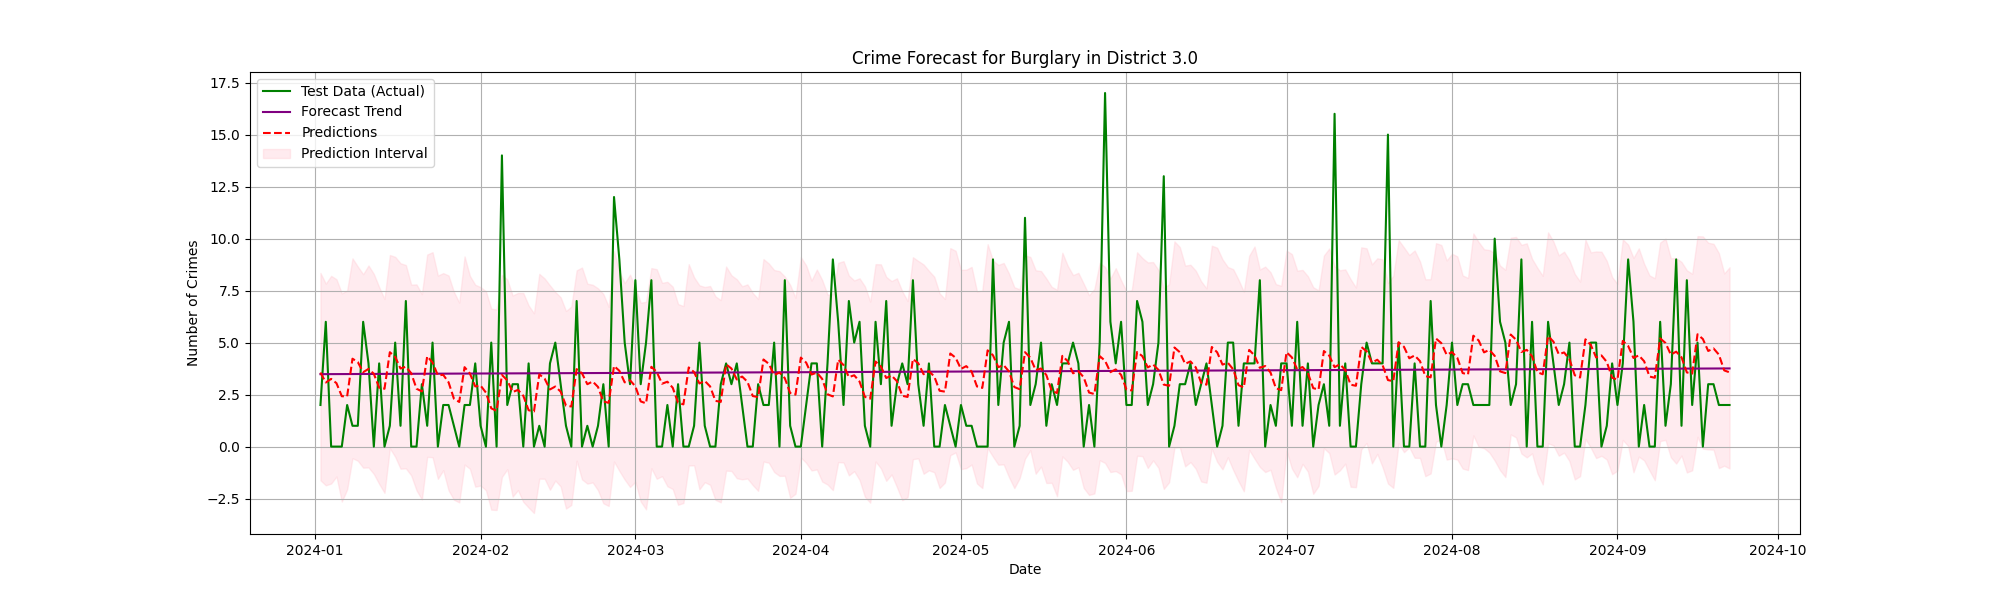 Crime Forecast for Burglary in District 3.0
17.5
15.0
12.5
10.0
7.5
5.0
2.5
0.0
−2.5
Number of Crimes
Test Data (Actual)
Forecast Trend
Predictions
Prediction Interval
2024-01 2024-02 2024-03 2024-04 2024-05 2024-06 2024-07 2024-08 2024-09 2024-10
Date